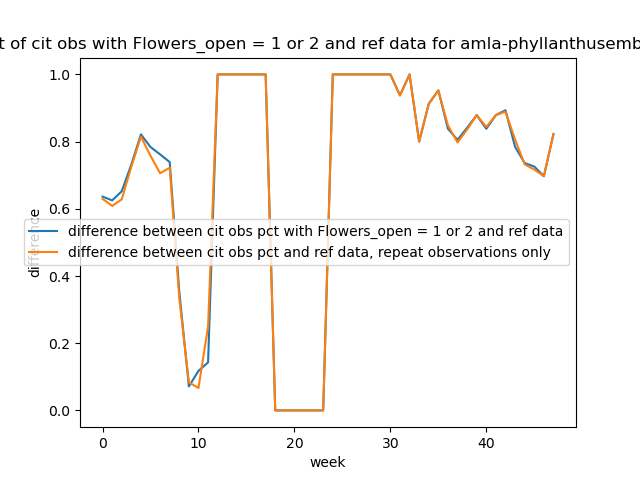 t of cit obs with Flowers_open = 1 or 2 and ref data for amla-phyllanthusemb
1.0
0.8
0.6
0.4
0.2
0.0
difference
difference between cit obs pct with Flowers_open = 1 or 2 and ref data
difference between cit obs pct and ref data, repeat observations only
0 10 20 30 40
week